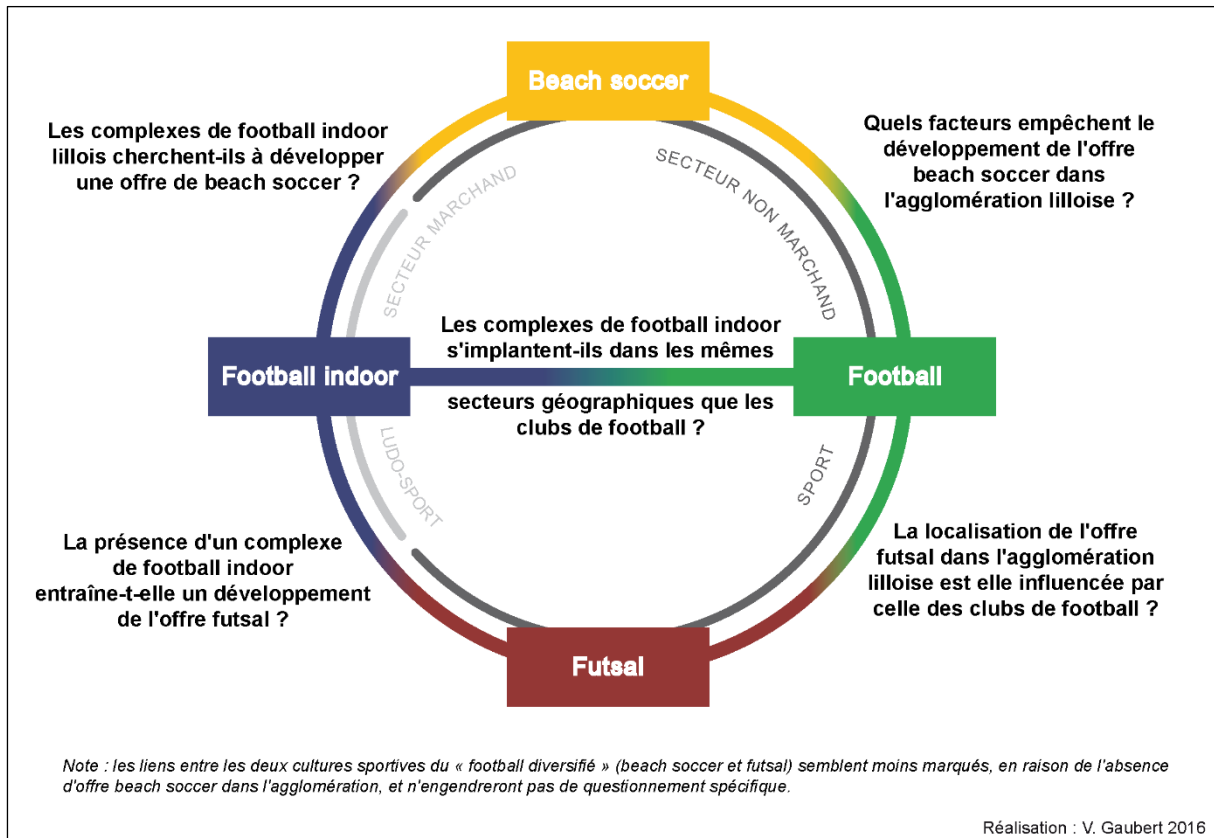 Beach soccer
Les complexes de football indoor
lillois cherchent-ils à développer
une offre de beach soccer ?
Quels facteurs empêchent le
développement de l'offre
beach soccer dans
l'agglomération lilloise ?
SECTEUR MARCHAND
SECTEUR NON MARCHAND
Les complexes de football indoor
s'implantent-ils dans les mêmes
Football indoor
Football
secteurs géographiques que les
clubs de football ?
LUDO-SPORT
SPORT
La présence d'un complexe
de football indoor
entraîne-t-elle un développement
de l'offre futsal ?
La localisation de l'offre
futsal dans l'agglomération
lilloise est elle influencée par
celle des clubs de football ?
Futsal
Note : les liens entre les deux cultures sportives du « football diversifié » (beach soccer et futsal) semblent moins marqués, en raison de l'absence
d'offre beach soccer dans l'agglomération, et n'engendreront pas de questionnement spécifique.
Réalisation : V. Gaubert 2016